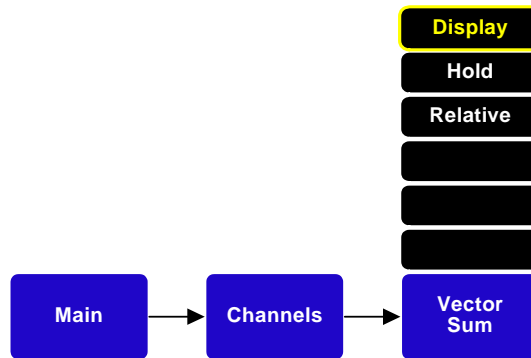 Display
Hold
Relative
Main
Channels
Vector
Sum